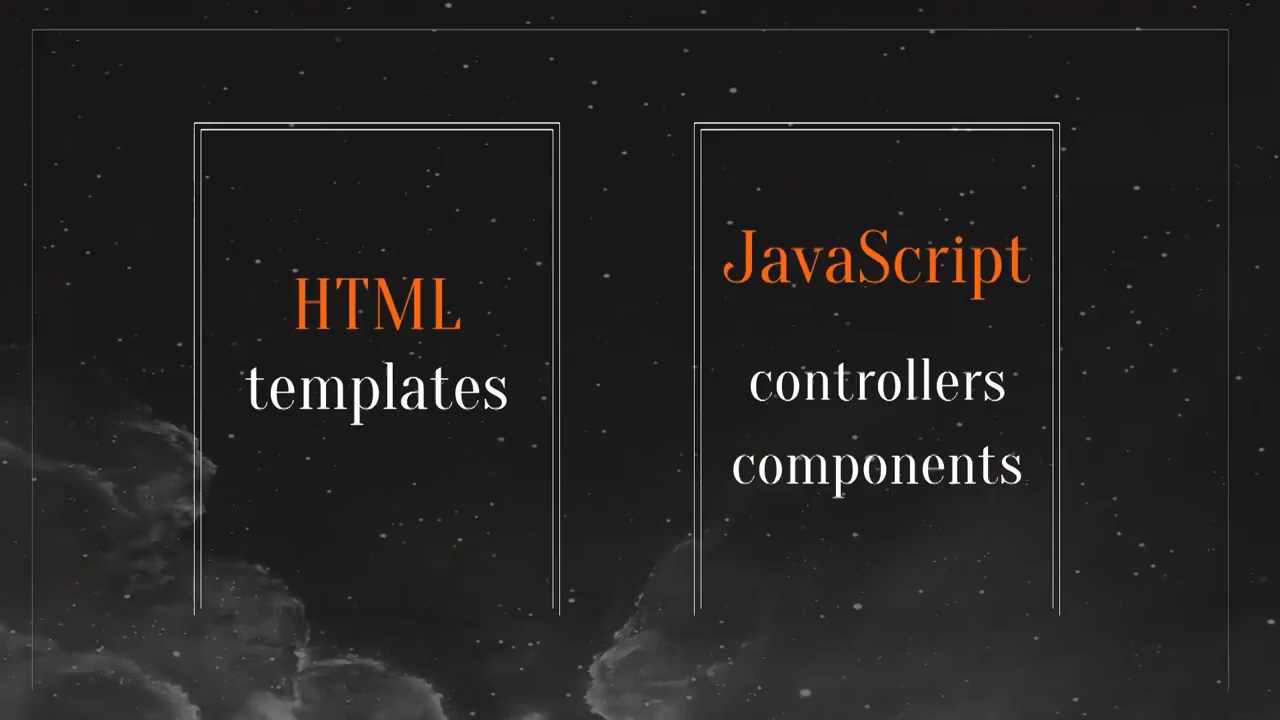 HTML
templates
JavaScript
controllers
components